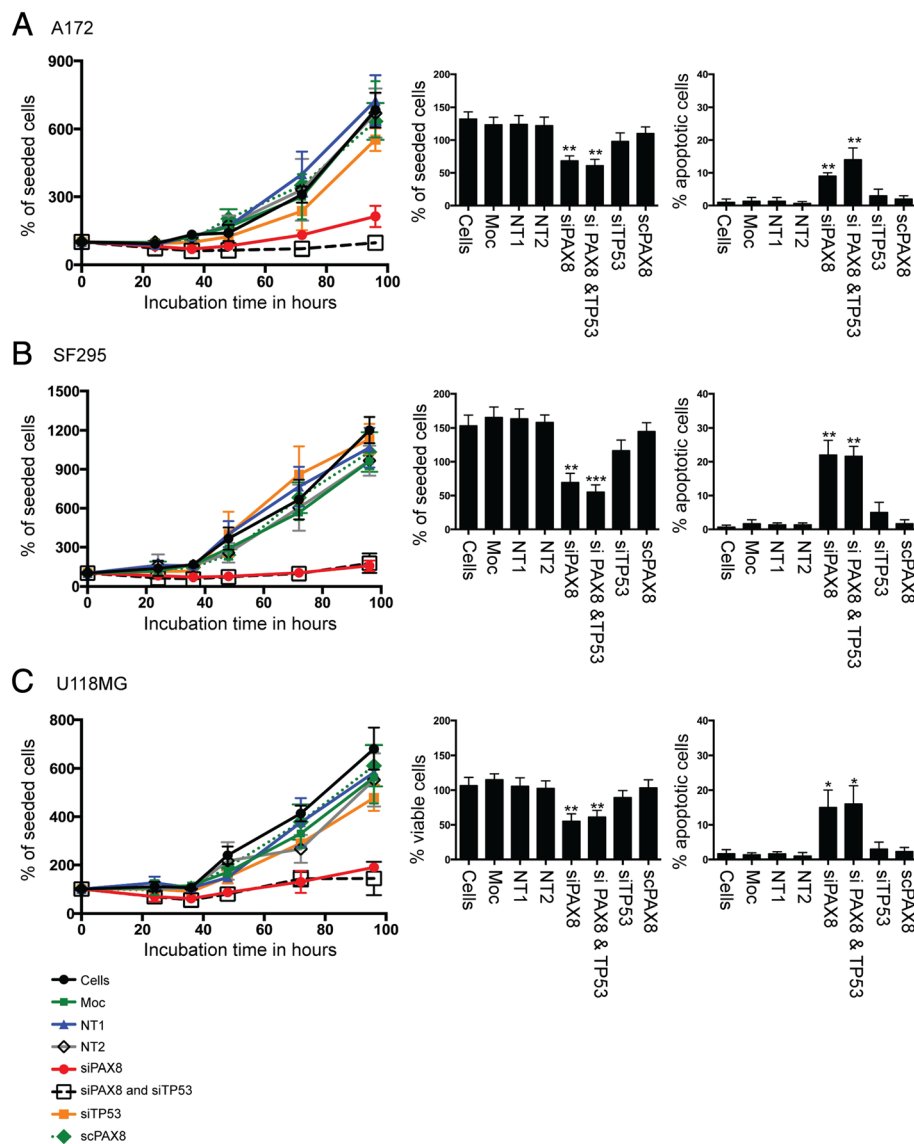 A A172
900
600
300
0
% of seeded cells
0 20 40 60 80 100
Incubation time in hours
200
150
100
50
0
% of seeded cells
Cells
Moc
NT1
NT2
siPAX8
si PAX8
&TP53
siTP53
scPAX8
** **
40
30
20
10
0
% apoptotic cells
Cells
Moc
NT1
NT2
siPAX8
si PAX8
& TP53
siTP53
scPAX8
** **
B SF295
1500
1200
900
600
300
0
% of seeded cells
0 20 40 60 80 100
Incubation time in hours
200
150
100
50
0
% of seeded cells
Cells
Moc
NT1
NT2
siPAX8
si PAX8
&TP53
siTP53
scPAX8
** ***
40
30
20
10
0
% apoptotic cells
Cells
Moc
NT1
NT2
siPAX8
si PAX8
& TP53
siTP53
scPAX8
** **
C U118MG
800
600
400
200
0
% of seeded cells
0 20 40 60 80 100
Incubation time in hours
200
150
100
50
0
% viable cells
Cells
Moc
NT1
NT2
siPAX8
si PAX8
& TP53
siTP53
scPAX8
** **
40
30
20
10
0
% apoptotic cells
Cells
Moc
NT1
NT2
siPAX8
si PAX8
& TP53
siTP53
scPAX8
* *
Cells
Moc
NT1
NT2
siPAX8
siPAX8 and siTP53
siTP53
scPAX8